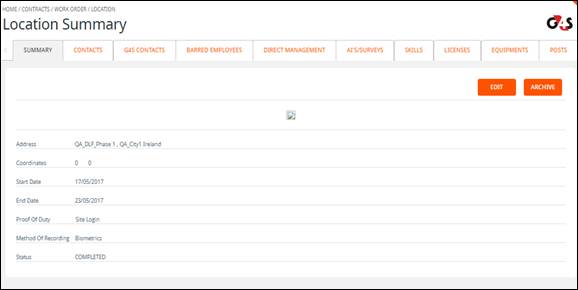 HOME / CONTRACTS / WORK ORDER / LOCATION
Location Summary
G4S
SUMMARY CONTACTS G4S CONTACTS BARRED EMPLOYEES DIRECT MANAGEMENT AI'S/SURVEYS SKILLS LICENSES EQUIPMENTS POSTS
EDIT ARCHIVE
Address QA_DLF_Phase 1 , QA_City1 Ireland
Coordinates 0 0
Start Date 17/05/2017
End Date 23/05/2017
Proof Of Duty Site Login
Method Of Recording Biometrics
Status COMPLETED